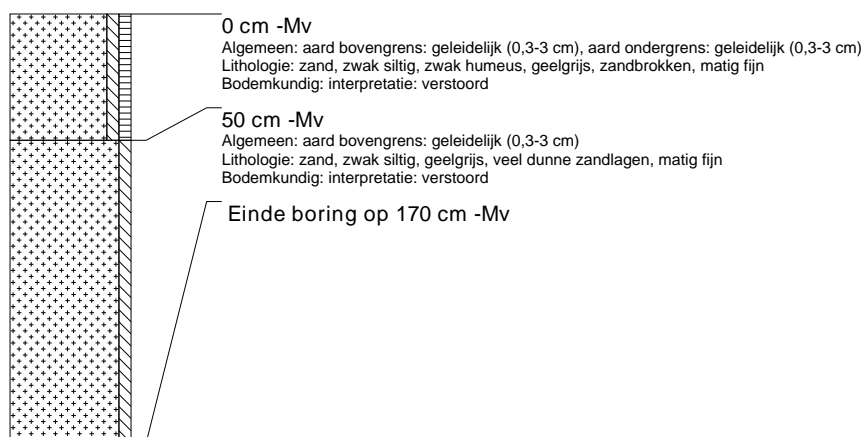 0 cm -Mv
Algemeen: aard bovengrens: geleidelijk (0,3-3 cm), aard ondergrens: geleidelijk (0,3-3 cm)
Lithologie: zand, zwak siltig, zwak humeus, geelgrijs, zandbrokken, matig fijn
Bodemkundig: interpretatie: verstoord
50 cm -Mv
Algemeen: aard bovengrens: geleidelijk (0,3-3 cm)
Lithologie: zand, zwak siltig, geelgrijs, veel dunne zandlagen, matig fijn
Bodemkundig: interpretatie: verstoord
Einde boring op 170 cm -Mv